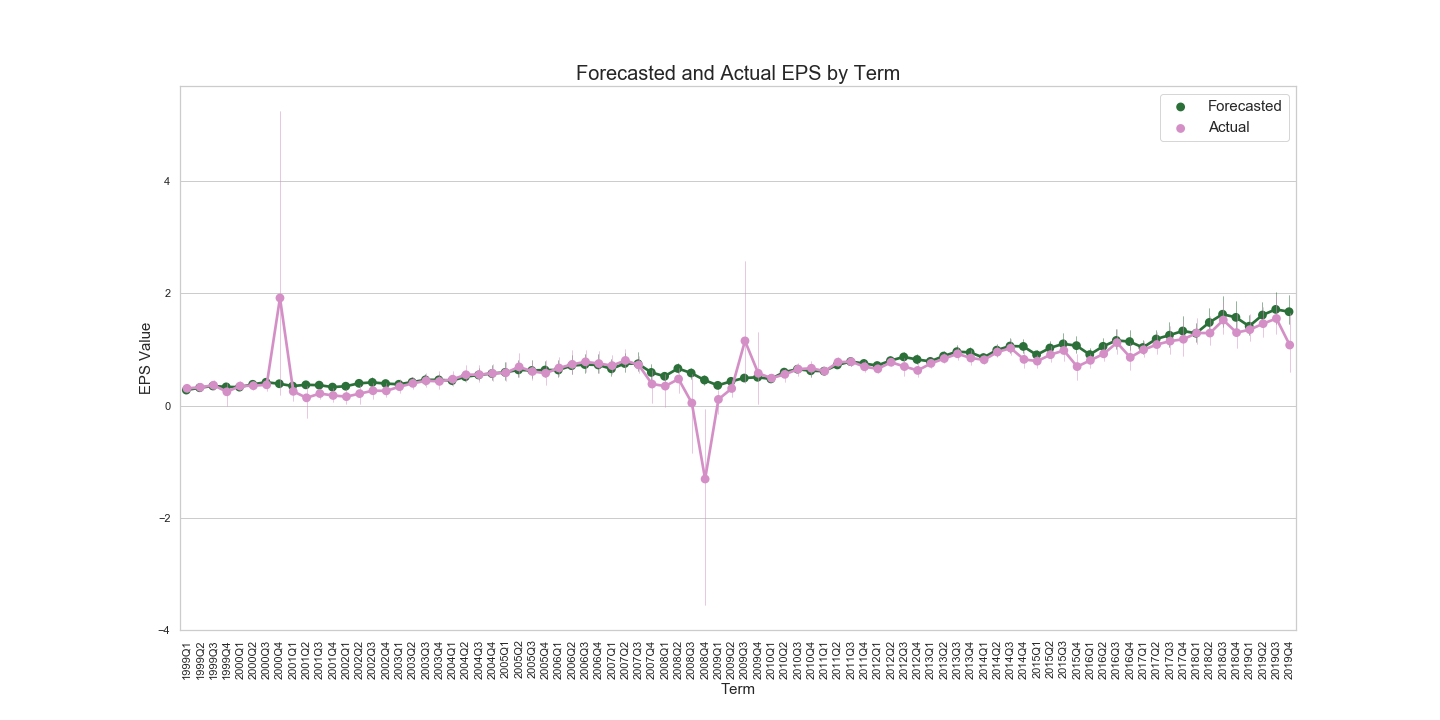 Forecasted and Actual EPS by Term
Forecasted
Actual
EPS Value
4
2
0
−2
−4
1999Q1
1999Q2
1999Q3
1999Q4
2000Q1
2000Q2
2000Q3
2000Q4
2001Q1
2001Q2
2001Q3
2001Q4
2002Q1
2002Q2
2002Q3
2002Q4
2003Q1
2003Q2
2003Q3
2003Q4
2004Q1
2004Q2
2004Q3
2004Q4
2005Q1
2005Q2
2005Q3
2005Q4
2006Q1
2006Q2
2006Q3
2006Q4
2007Q1
2007Q2
2007Q3
2007Q4
2008Q1
2008Q2
2008Q3
2008Q4
2009Q1
2009Q2
2009Q3
2009Q4
2010Q1
2010Q2
2010Q3
2010Q4
2011Q1
2011Q2
2011Q3
2011Q4
2012Q1
2012Q2
2012Q3
2012Q4
2013Q1
2013Q2
2013Q3
2013Q4
2014Q1
2014Q2
2014Q3
2014Q4
2015Q1
2015Q2
2015Q3
2015Q4
2016Q1
2016Q2
2016Q3
2016Q4
2017Q1
2017Q2
2017Q3
2017Q4
2018Q1
2018Q2
2018Q3
2018Q4
2019Q1
2019Q2
2019Q3
2019Q4
Term